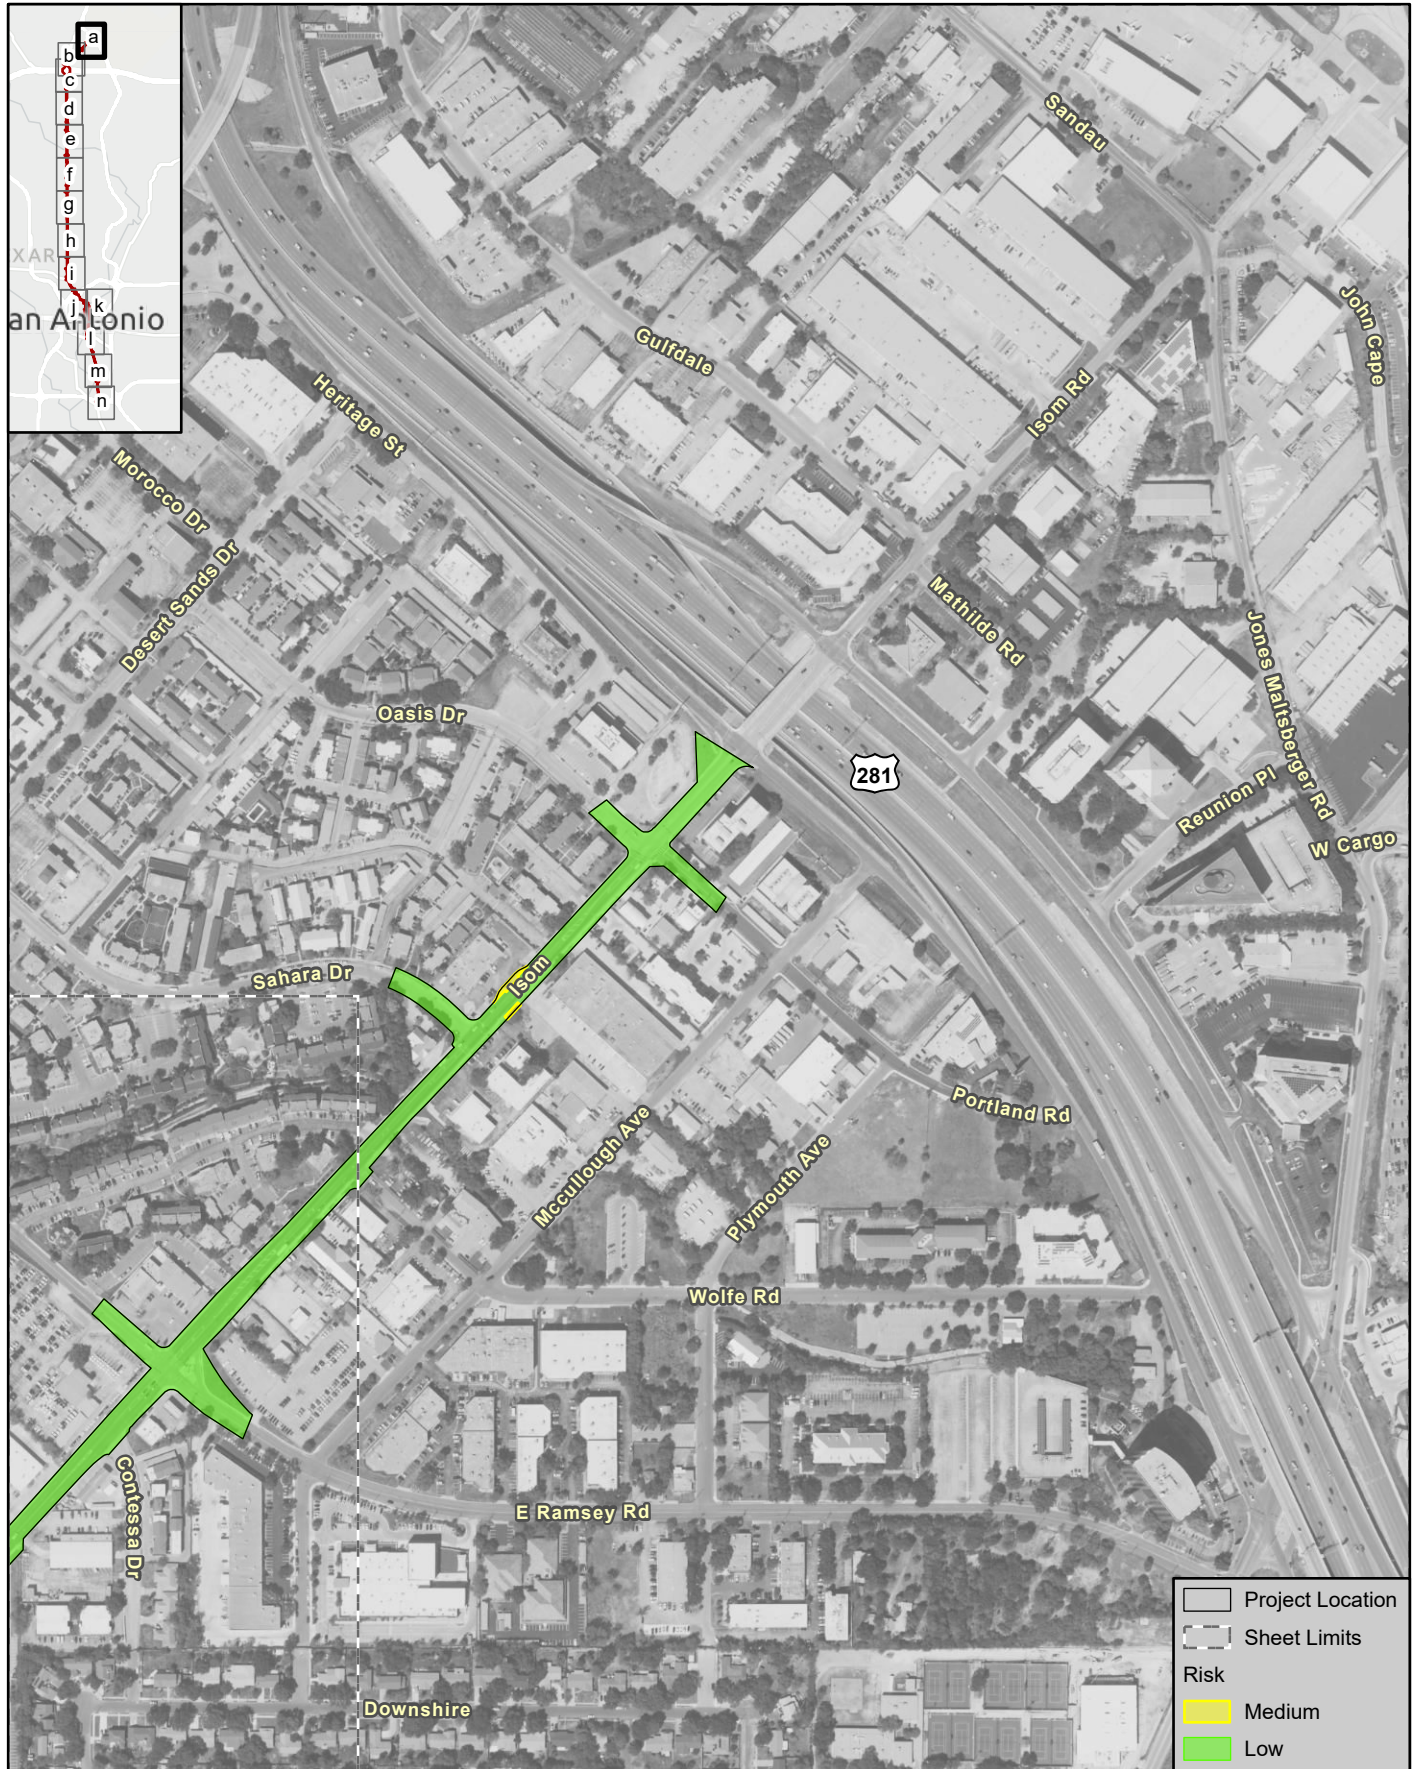 a
b
c
d
e
f
g
h
XAR
i
j
k
an Antonio
l
m
n
Sandau
John Cape
Gulfdale
Isom Rd
Heritage St
Morocco Dr
Desert Sands Dr
Mathilde Rd
Jones Maltsberger Rd
Oasis Dr
281
Reunion Pl
W Cargo
Sahara Dr
Isom
Portland Rd
Mccullough Ave
Plymouth Ave
Wolfe Rd
Contessa Dr
E Ramsey Rd
Downshire
Project Location
Sheet Limits
Risk
Medium
Low